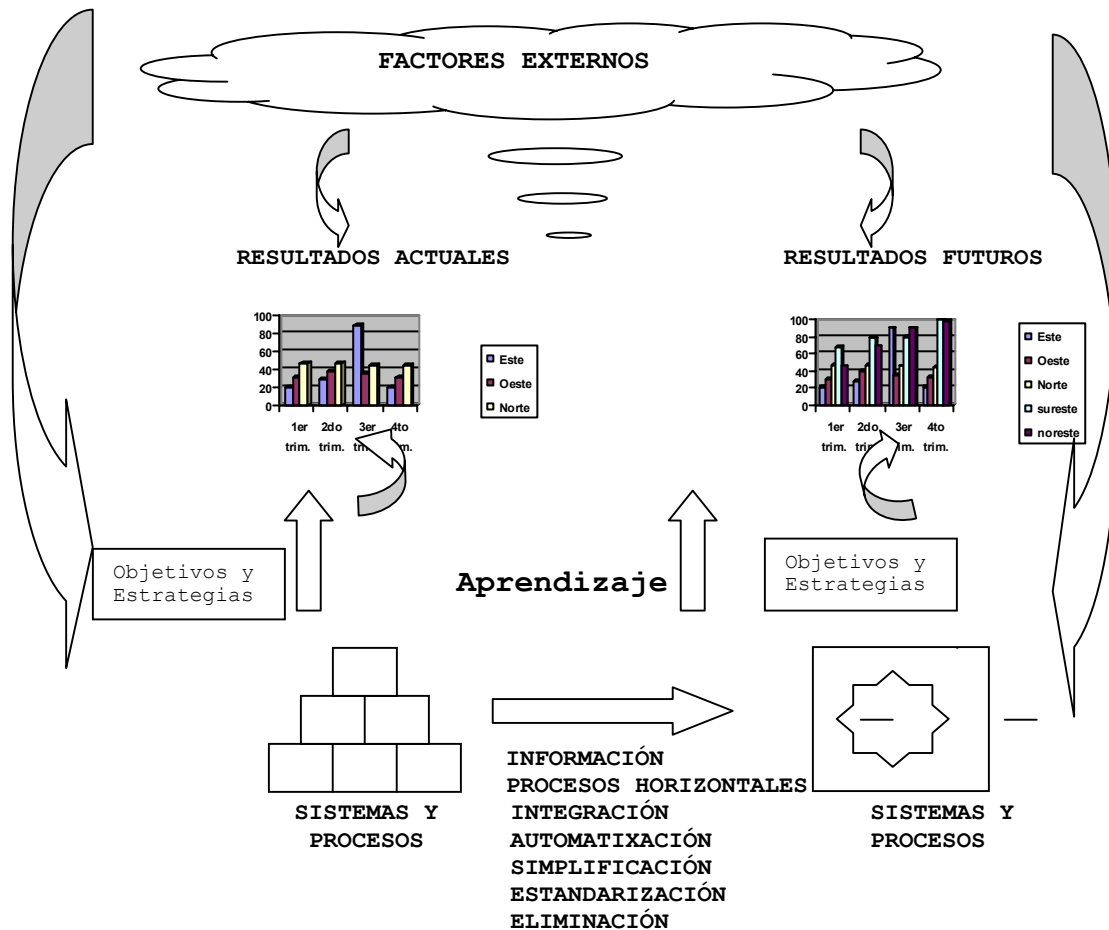 FACTORES EXTERNOS
RESULTADOS ACTUALES
RESULTADOS FUTUROS
100
80
60
40
20
0
1er trim.
2do trim.
3er
4to
Este
Oeste
Norte
100
80
60
40
20
0
1er trim.
2do
3er
4to trim.
Este
Oeste
Norte
sureste
noreste
Objetivos y
Estrategias
Aprendizaje
Objetivos y
Estrategias
SISTEMAS Y
PROCESOS
INFORMACIÓN
PROCESOS HORIZONTALES
INTEGRACIÓN
AUTOMATIXACIÓN
SIMPLIFICACIÓN
ESTANDARIZACIÓN
ELIMINACIÓN
SISTEMAS Y
PROCESOS